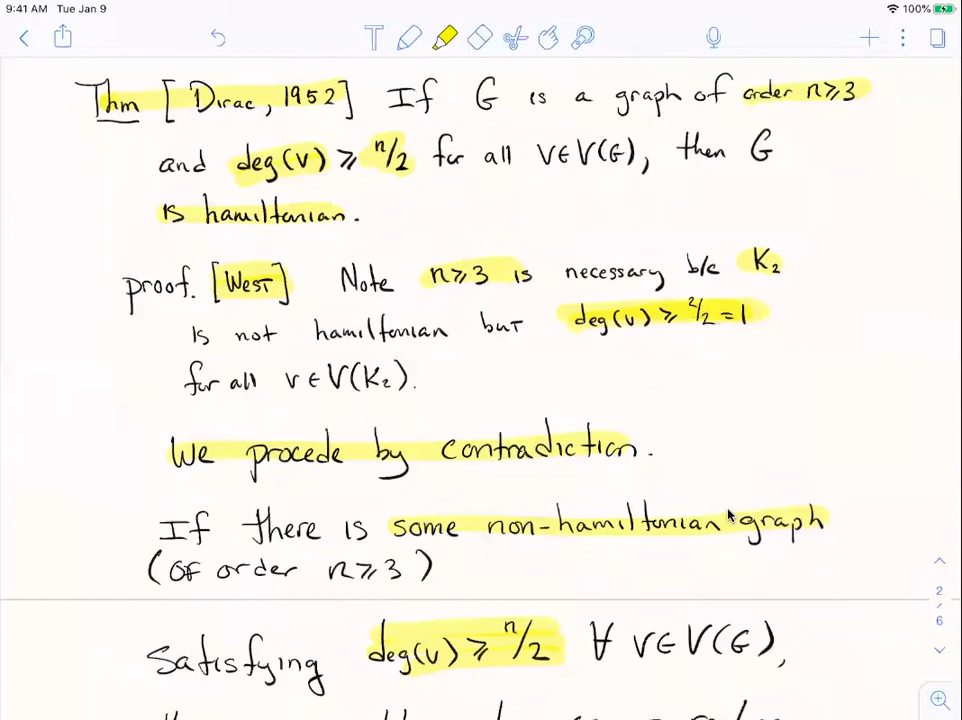 9:41 AM Tue Jan 9
100%
Thm [Dirac, 1952] If G is a graph of order n≥3
and deg(v) ≥ n/2 for all v∈V(G), then G
is hamiltonian.
proof. [West] Note n≥3 is necessary b/c K₂
is not hamiltonian but deg(v) ≥ 2/2 = 1
for all v∈V(K₂).
We procede by contradiction.
If there is some non-hamiltonian graph
(of order n≥3)
2
/
6
Satisfying deg(v) ≥ n/2 ∀ v∈V(G),